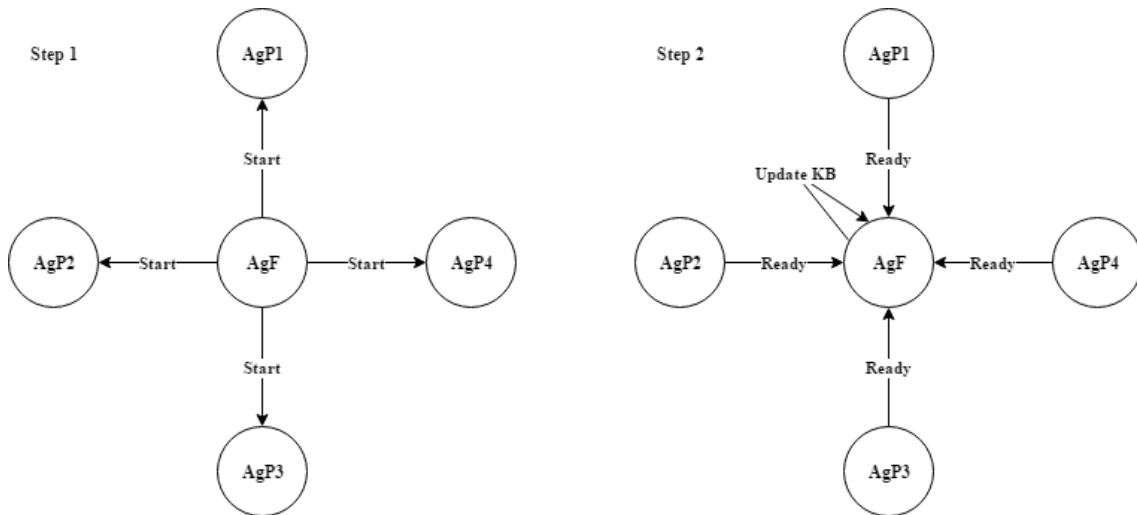 Step 1
AgP1
Start
AgP2
Start
AgF
Start
AgP4
Start
AgP3
Step 2
AgP1
Ready
Update KB
AgP2
Ready
AgF
Ready
AgP4
Ready
AgP3